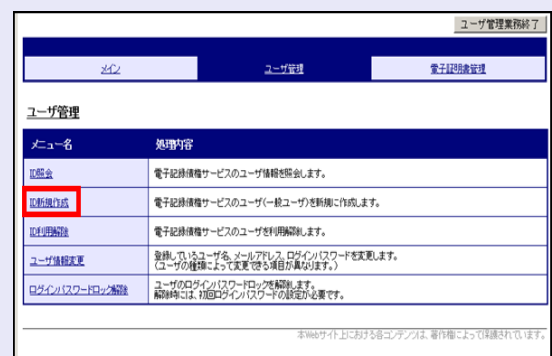 ユーザ管理業務終了
メイン ユーザ管理 電子証明書管理
ユーザ管理
メニュー名 処理内容
ID照会 電子記録債権サービスのユーザ情報を照会します。
ID新規作成 電子記録債権サービスのユーザ(一般ユーザ)を新規に作成します。
ID利用解除 電子記録債権サービスのユーザを利用解除します。
ユーザ情報変更 登録しているユーザ名、メールアドレス、ログインパスワードを変更します。
(ユーザの種類によって変更できる項目が異なります。)
ログインパスワードロック解除 ユーザのログインパスワードロックを解除します。
解除時には、初回ログインパスワードの設定が必要です。
本Webサイト上における各コンテンツは、著作権によって保護されています。